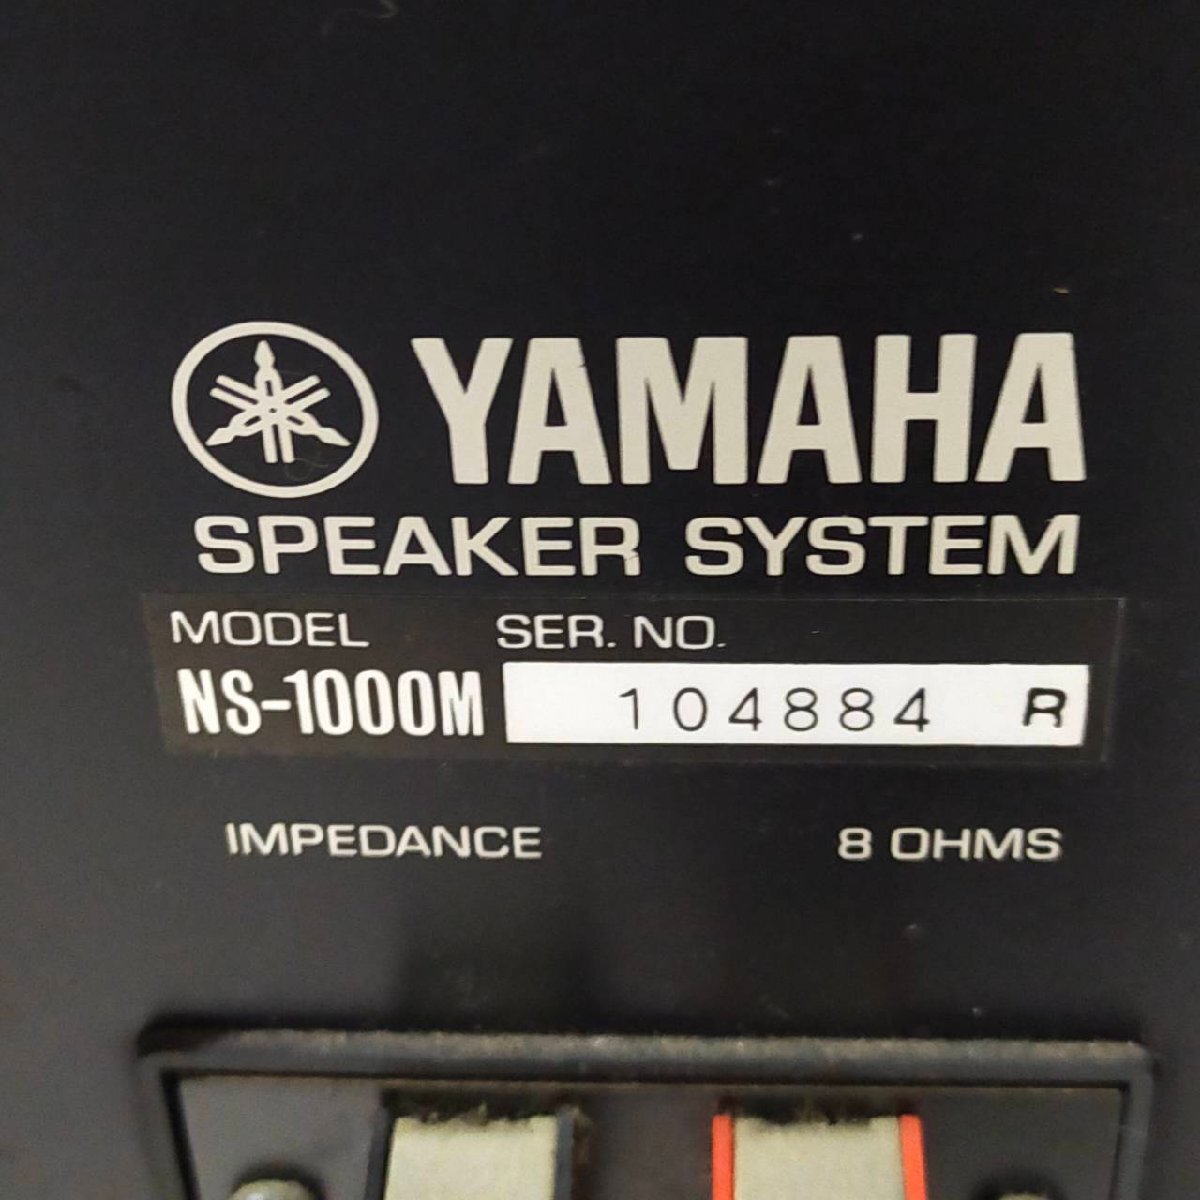 YAMAHA
SPEAKER SYSTEM
MODEL SER. NO.
NS-1000M 104884 R
IMPEDANCE 8 OHMS